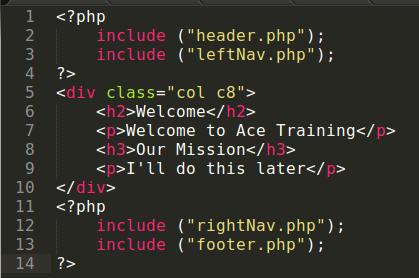 1 <?php
2     include ("header.php");
3     include ("leftNav.php");
4 ?>
5 <div class="col c8">
6     <h2>Welcome</h2>
7     <p>Welcome to Ace Training</p>
8     <h3>Our Mission</h3>
9     <p>I'll do this later</p>
10 </div>
11 <?php
12     include ("rightNav.php");
13     include ("footer.php");
14 ?>